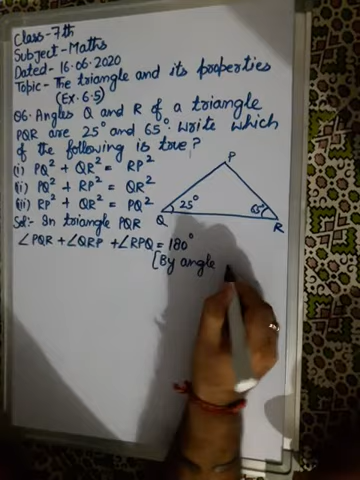 Class-7th
Subject-Maths
Dated-16.06.2020
Topic-The triangle and its properties
(Ex.6.5)
Q6. Angles Q and R of a triangle
PQR are 25° and 65°. Write which
of the following is true?
(i) PQ² + QR² = RP²
(ii) PQ² + RP² = QR²
(iii) RP² + QR² = PQ²
P
25°
65°
Q
R
Sol:- In triangle PQR
∠PQR + ∠QRP + ∠RPQ = 180°
[By angle